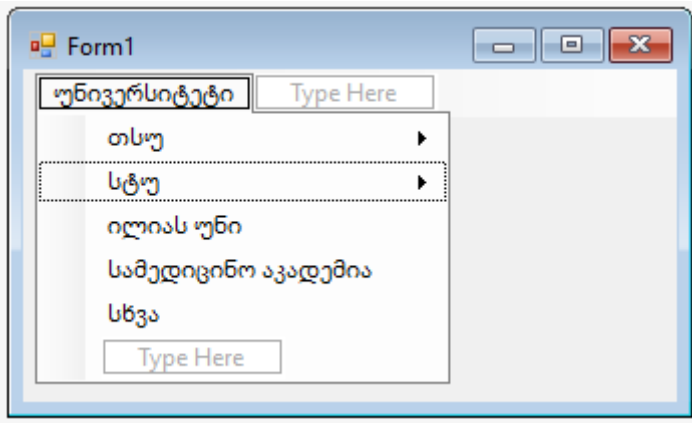 Form1
უნივერსიტეტი Type Here
თსუ
სტუ
ილიას უნი
სამედიცინო აკადემია
სხვა
Type Here